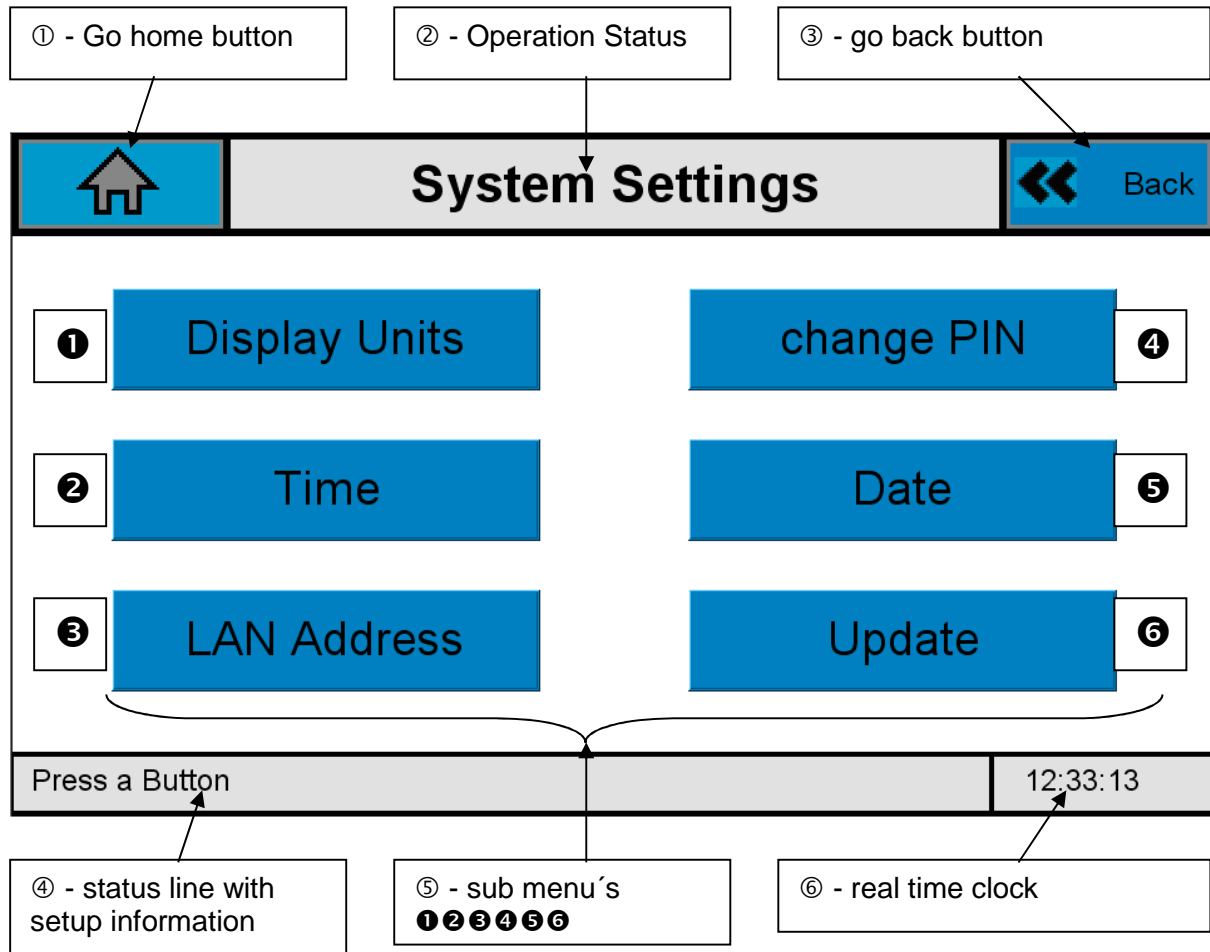 ① - Go home button
② - Operation Status
③ - go back button
System Settings
Back
❶ Display Units
change PIN ❹
❷ Time
Date ❺
❸ LAN Address
Update ❻
Press a Button
12:33:13
④ - status line with
setup information
⑤ - sub menu´s
❶❷❸❹❺❻
⑥ - real time clock